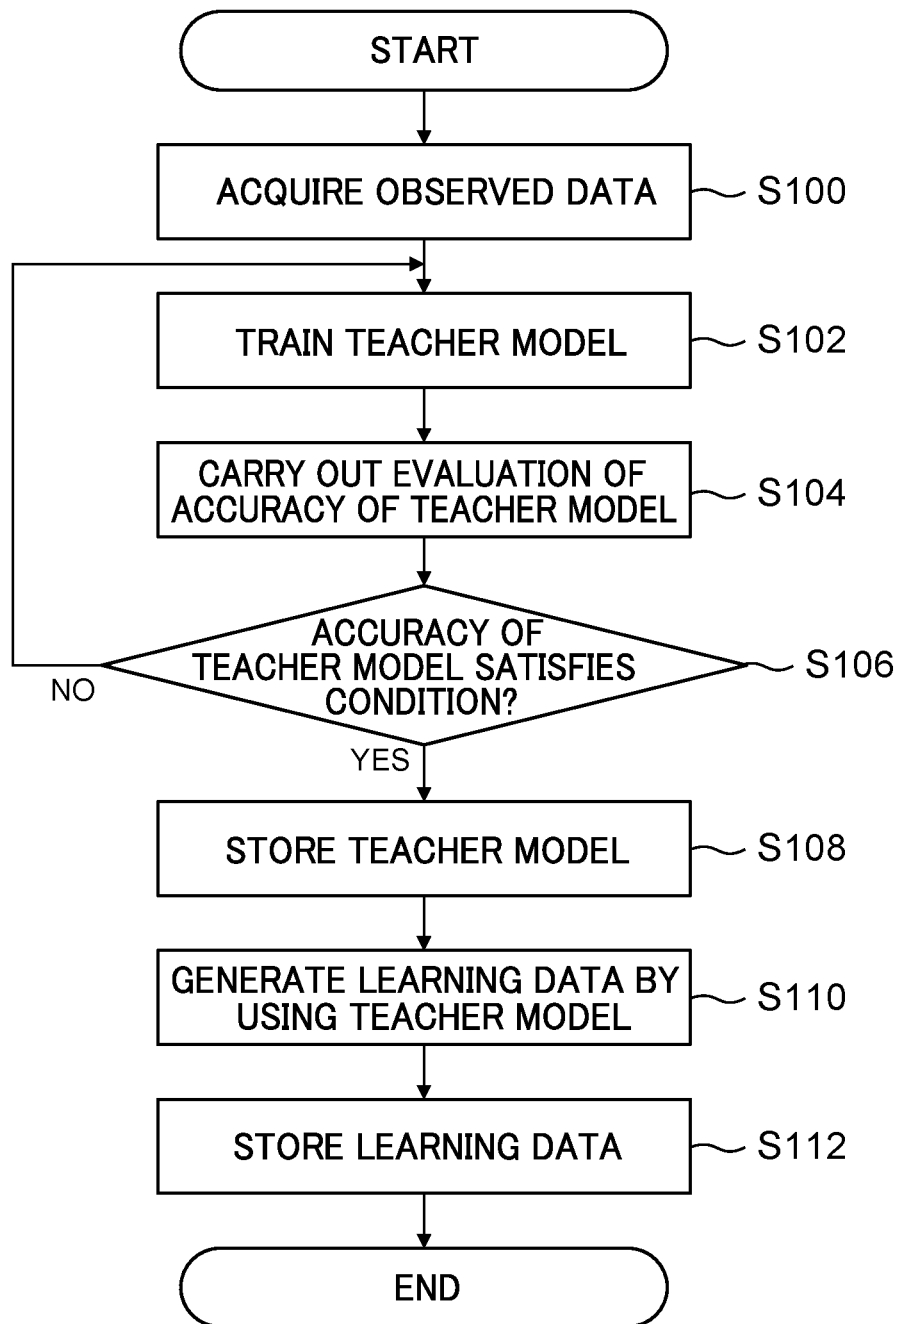 START
ACQUIRE OBSERVED DATA
S100
TRAIN TEACHER MODEL
S102
CARRY OUT EVALUATION OF
ACCURACY OF TEACHER MODEL
S104
ACCURACY OF
TEACHER MODEL SATISFIES
CONDITION?
S106
NO
YES
STORE TEACHER MODEL
S108
GENERATE LEARNING DATA BY
USING TEACHER MODEL
S110
STORE LEARNING DATA
S112
END